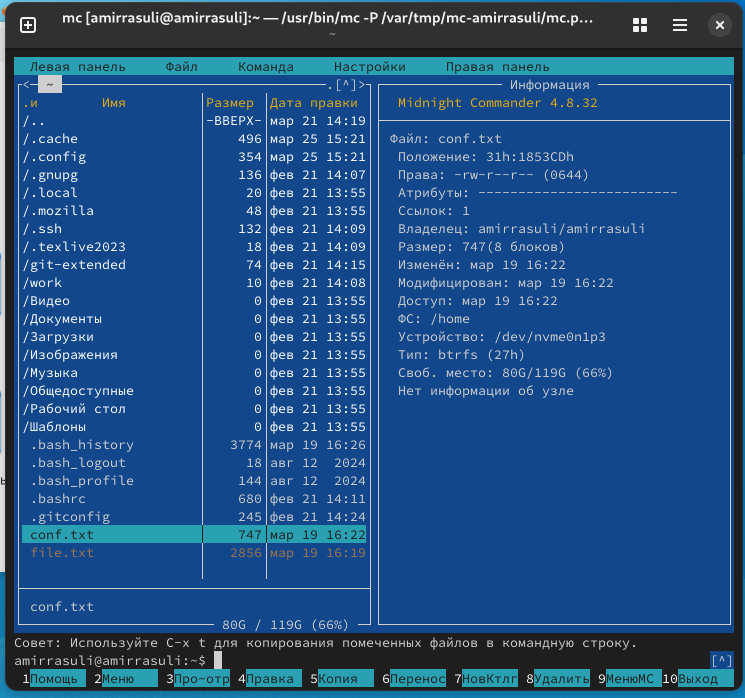 mc [amirrasuli@amirrasuli]:~ — /usr/bin/mc -P /var/tmp/mc-amirrasuli/mc.p…
~
Левая панель Файл Команда Настройки Правая панель
<─ ~ .[^]>
.и Имя Размер Дата правки
/.. -ВВЕРХ- мар 21 14:19
/.cache 496 мар 25 15:21
/.config 354 мар 25 15:21
/.gnupg 136 фев 21 14:07
/.local 20 фев 21 13:55
/.mozilla 48 фев 21 13:55
/.ssh 132 фев 21 14:09
/.texlive2023 18 фев 21 14:09
/git-extended 74 фев 21 14:15
/work 10 фев 21 14:08
/Видео 0 фев 21 13:55
/Документы 0 фев 21 13:55
/Загрузки 0 фев 21 13:55
/Изображения 0 фев 21 13:55
/Музыка 0 фев 21 13:55
/Общедоступные 0 фев 21 13:55
/Рабочий стол 0 фев 21 13:55
/Шаблоны 0 фев 21 13:55
.bash_history 3774 мар 19 16:26
.bash_logout 18 авг 12 2024
.bash_profile 144 авг 12 2024
.bashrc 680 фев 21 14:11
.gitconfig 245 фев 21 14:24
conf.txt 747 мар 19 16:22
file.txt 2856 мар 19 16:19
conf.txt
80G / 119G (66%)
Информация
Midnight Commander 4.8.32
Файл: conf.txt
Положение: 31h:1853CDh
Права: -rw-r--r-- (0644)
Атрибуты: -------------------------
Ссылок: 1
Владелец: amirrasuli/amirrasuli
Размер: 747(8 блоков)
Изменён: мар 19 16:22
Модифицирован: мар 19 16:22
Доступ: мар 19 16:22
ФС: /home
Устройство: /dev/nvme0n1p3
Тип: btrfs (27h)
Своб. место: 80G/119G (66%)
Нет информации об узле
Совет: Используйте C-x t для копирования помеченных файлов в командную строку.
amirrasuli@amirrasuli:~$ [^]
1Помощь 2Меню 3Про~отр 4Правка 5Копия 6Перенос 7НовКтлг 8Удалить 9МенюМС 10Выход